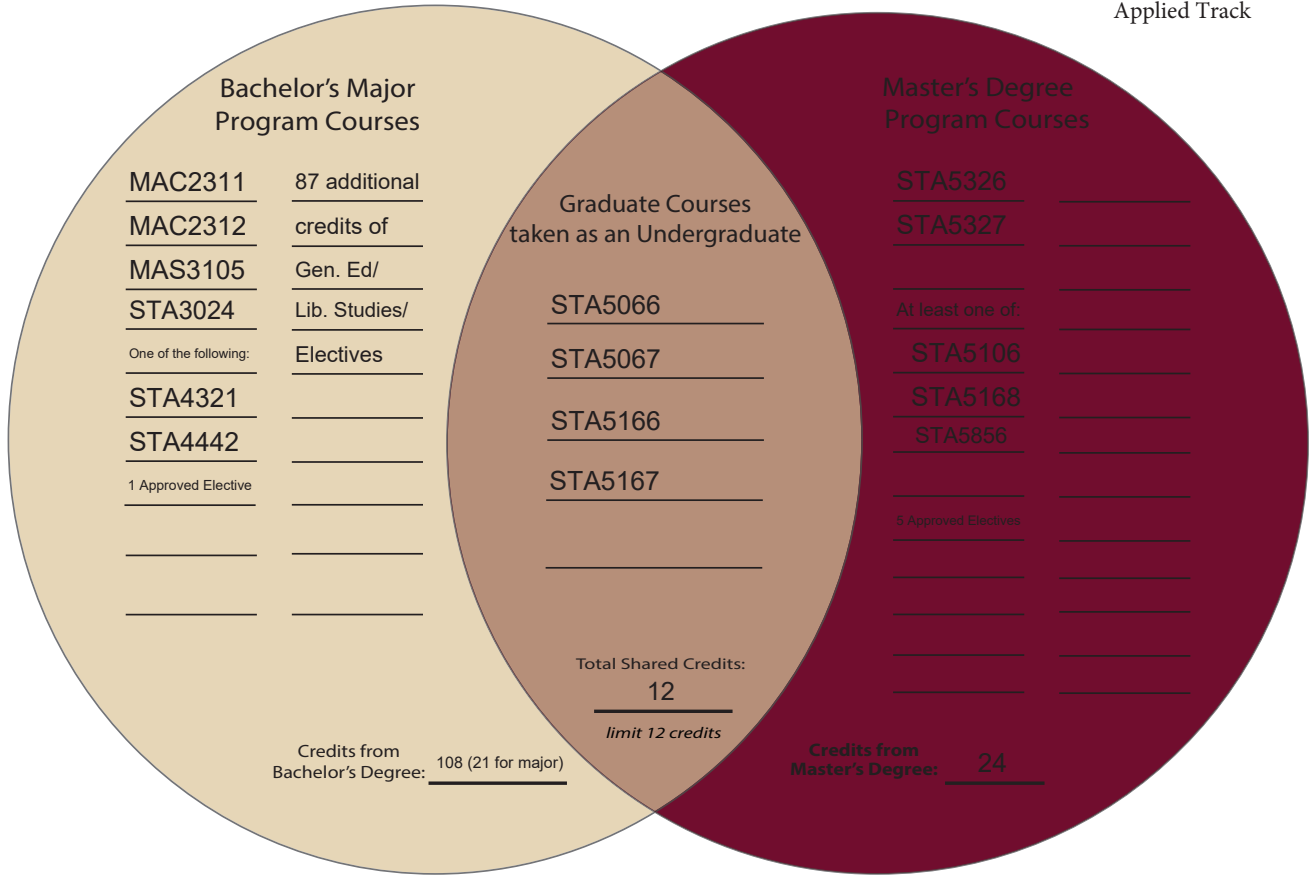 Applied Track
Bachelor's Major
Program Courses
MAC2311
MAC2312
MAS3105
STA3024
One of the following:
STA4321
STA4442
1 Approved Elective
87 additional
credits of
Gen. Ed/
Lib. Studies/
Electives
Credits from
Bachelor's Degree: 108 (21 for major)
Graduate Courses
taken as an Undergraduate
STA5066
STA5067
STA5166
STA5167
Total Shared Credits:
12
limit 12 credits
Master's Degree
Program Courses
STA5326
STA5327
At least one of:
STA5106
STA5168
STA5856
5 Approved Electives
Credits from
Master's Degree: 24